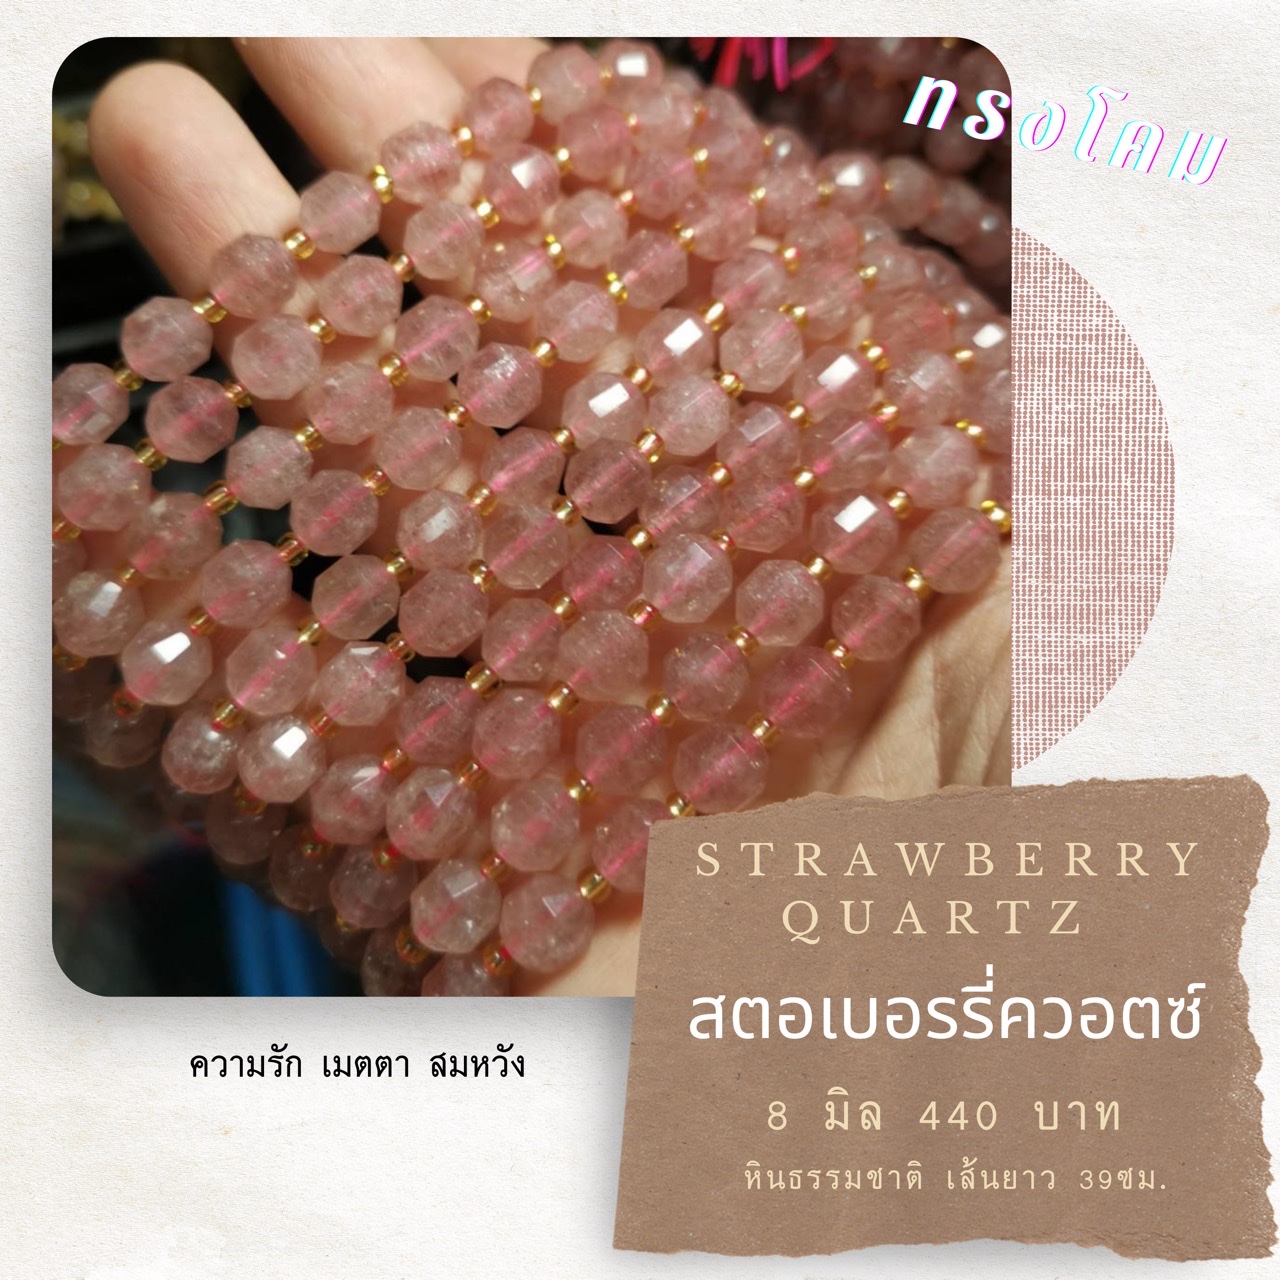 ทรงโคม
STRAWBERRY
QUARTZ
สตอเบอรรี่ควอตซ์
ความรัก เมตตา สมหวัง
8 มิล 440 บาท
หินธรรมชาติ เส้นยาว 39ซม.